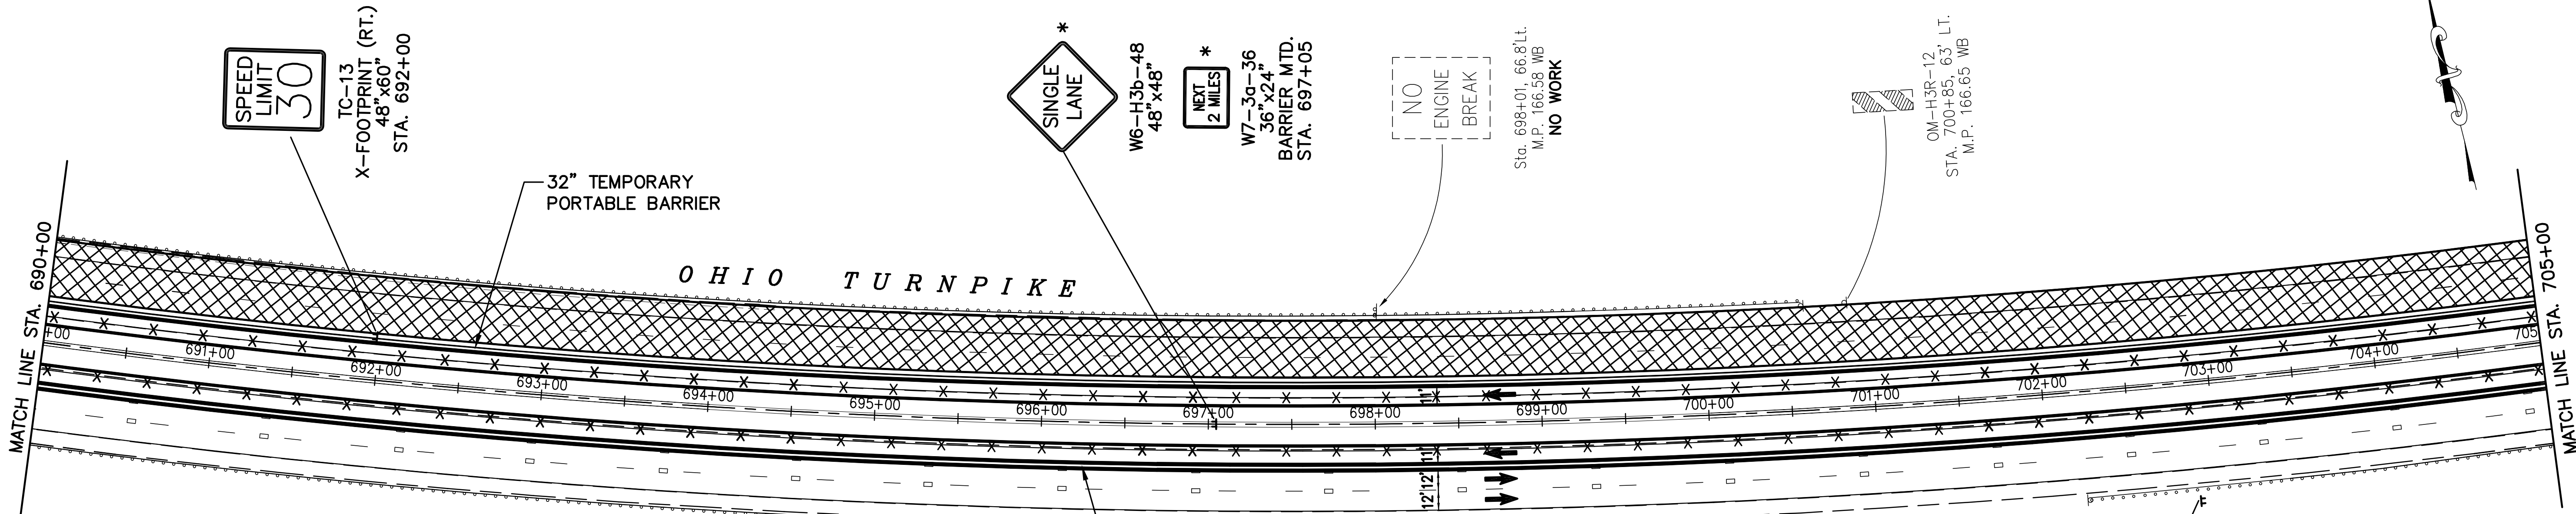 SPEED
LIMIT
30
TC-13
X-FOOTPRINT (RT.)
48"x60"
STA. 692+00
32" TEMPORARY
PORTABLE BARRIER
SINGLE
LANE
*
W6-H3b-48
48"x48"
NEXT
2 MILES
*
W7-3a-36
36"x24"
BARRIER MTD.
STA. 697+05
NO
ENGINE
BREAK
Sta. 698+01, 66.8'Lt.
M.P. 166.58 WB
NO WORK
OM-H3R-12
STA. 700+85, 63' LT.
M.P. 166.65 WB
MATCH LINE STA. 690+00
OHIO TURNPIKE
MATCH LINE STA. 705+00
+00
691+00
692+00
693+00
694+00
695+00
696+00
697+00
698+00
699+00
700+00
701+00
702+00
703+00
704+00
705
11'
11'
12'
12'